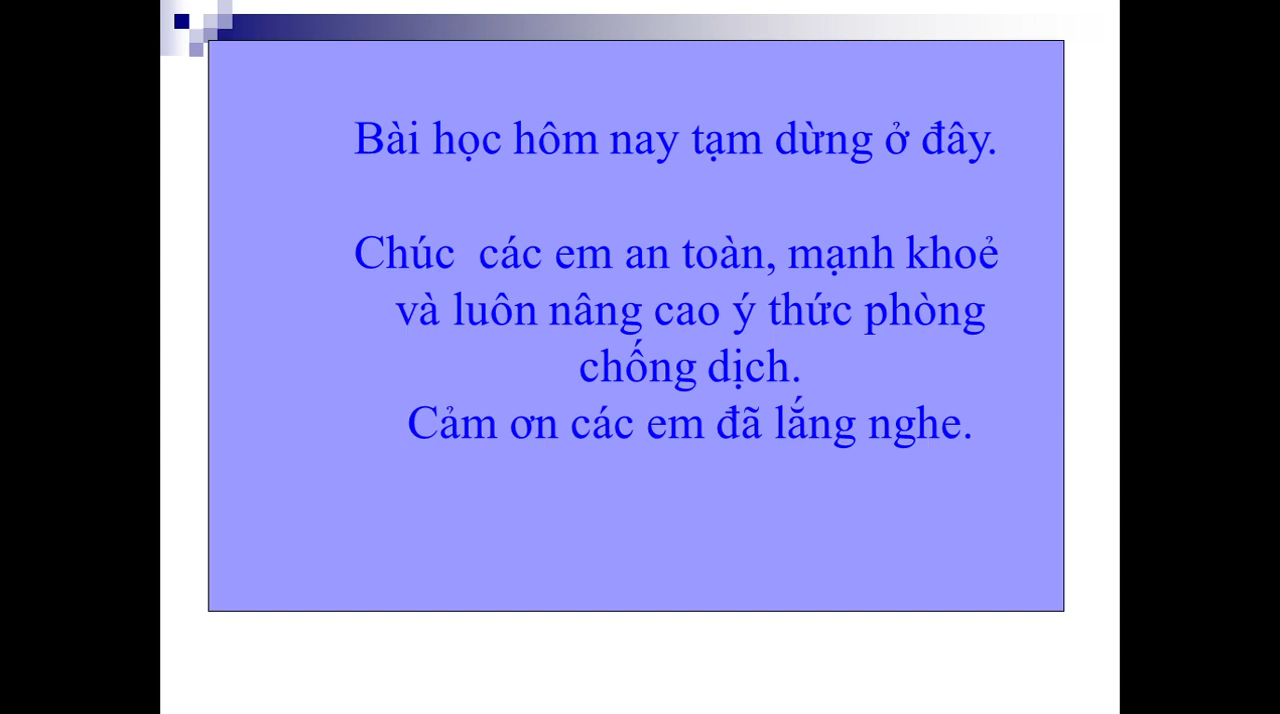 Bài học hôm nay tạm dừng ở đây.
Chúc  các em an toàn, mạnh khoẻ
và luôn nâng cao ý thức phòng
chống dịch.
Cảm ơn các em đã lắng nghe.